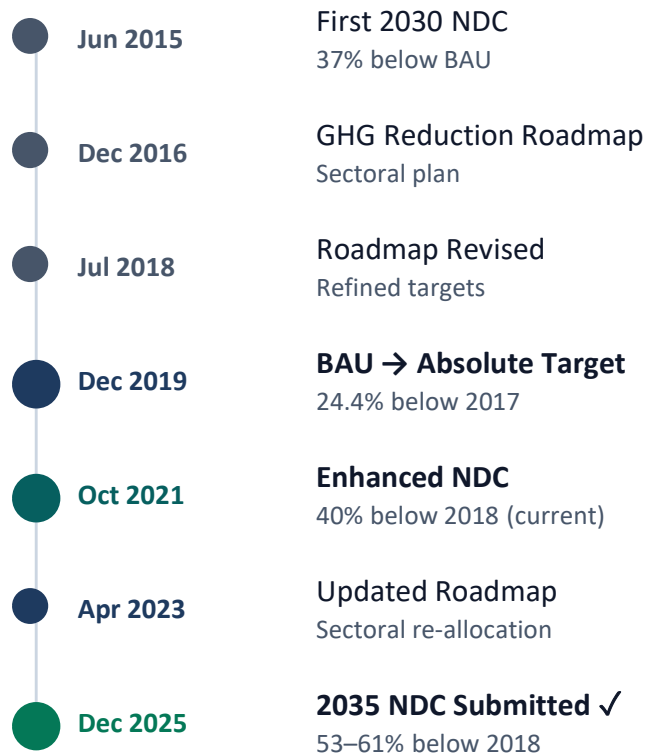 Jun 2015
First 2030 NDC
37% below BAU
Dec 2016
GHG Reduction Roadmap
Sectoral plan
Jul 2018
Roadmap Revised
Refined targets
Dec 2019
BAU → Absolute Target
24.4% below 2017
Oct 2021
Enhanced NDC
40% below 2018 (current)
Apr 2023
Updated Roadmap
Sectoral re-allocation
Dec 2025
2035 NDC Submitted ✓
53–61% below 2018